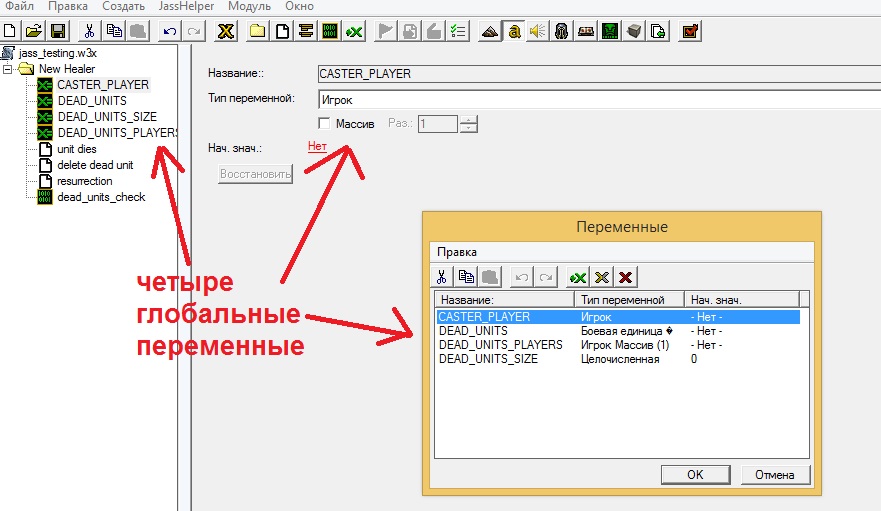 Файл Правка Создать JassHelper Модуль Окно
jass_testing.w3x
New Healer
CASTER_PLAYER
DEAD_UNITS
DEAD_UNITS_SIZE
DEAD_UNITS_PLAYERS
unit dies
delete dead unit
resurrection
dead_units_check
Название:: CASTER_PLAYER
Тип переменной: Игрок
Массив Раз.: 1
Нач. знач.: Нет
Восстановить
четыре
глобальные
переменные
Переменные
Правка
Название: Тип переменной Нач. знач.
CASTER_PLAYER Игрок - Нет -
DEAD_UNITS Боевая единица � - Нет -
DEAD_UNITS_PLAYERS Игрок Массив (1) - Нет -
DEAD_UNITS_SIZE Целочисленная 0
OK Отмена